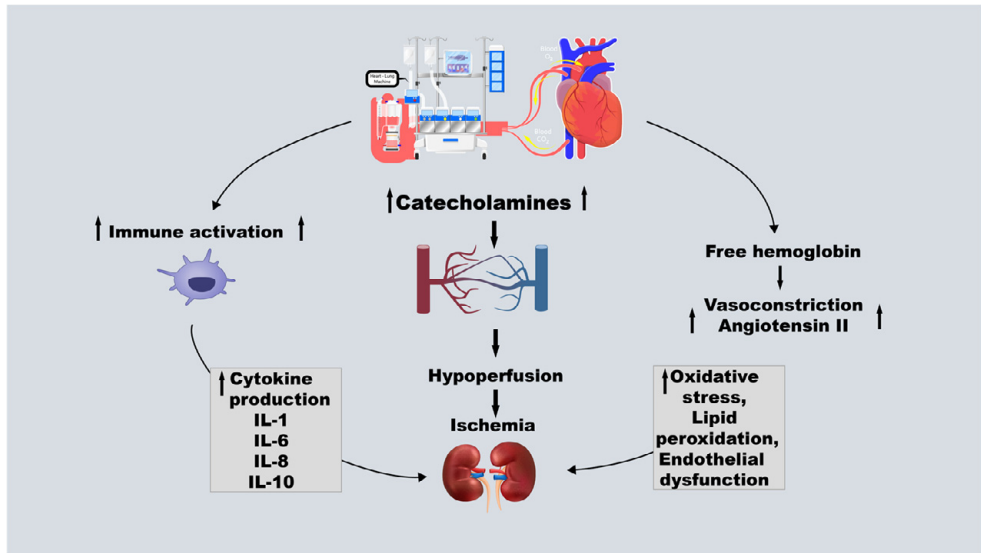 Heart - Lung
Machine
Blood
O₂
Blood
CO₂
Catecholamines
Immune activation
Free hemoglobin
Vasoconstriction
Angiotensin II
Hypoperfusion
Cytokine
production
IL-1
IL-6
IL-8
IL-10
Ischemia
Oxidative
stress,
Lipid
peroxidation,
Endothelial
dysfunction